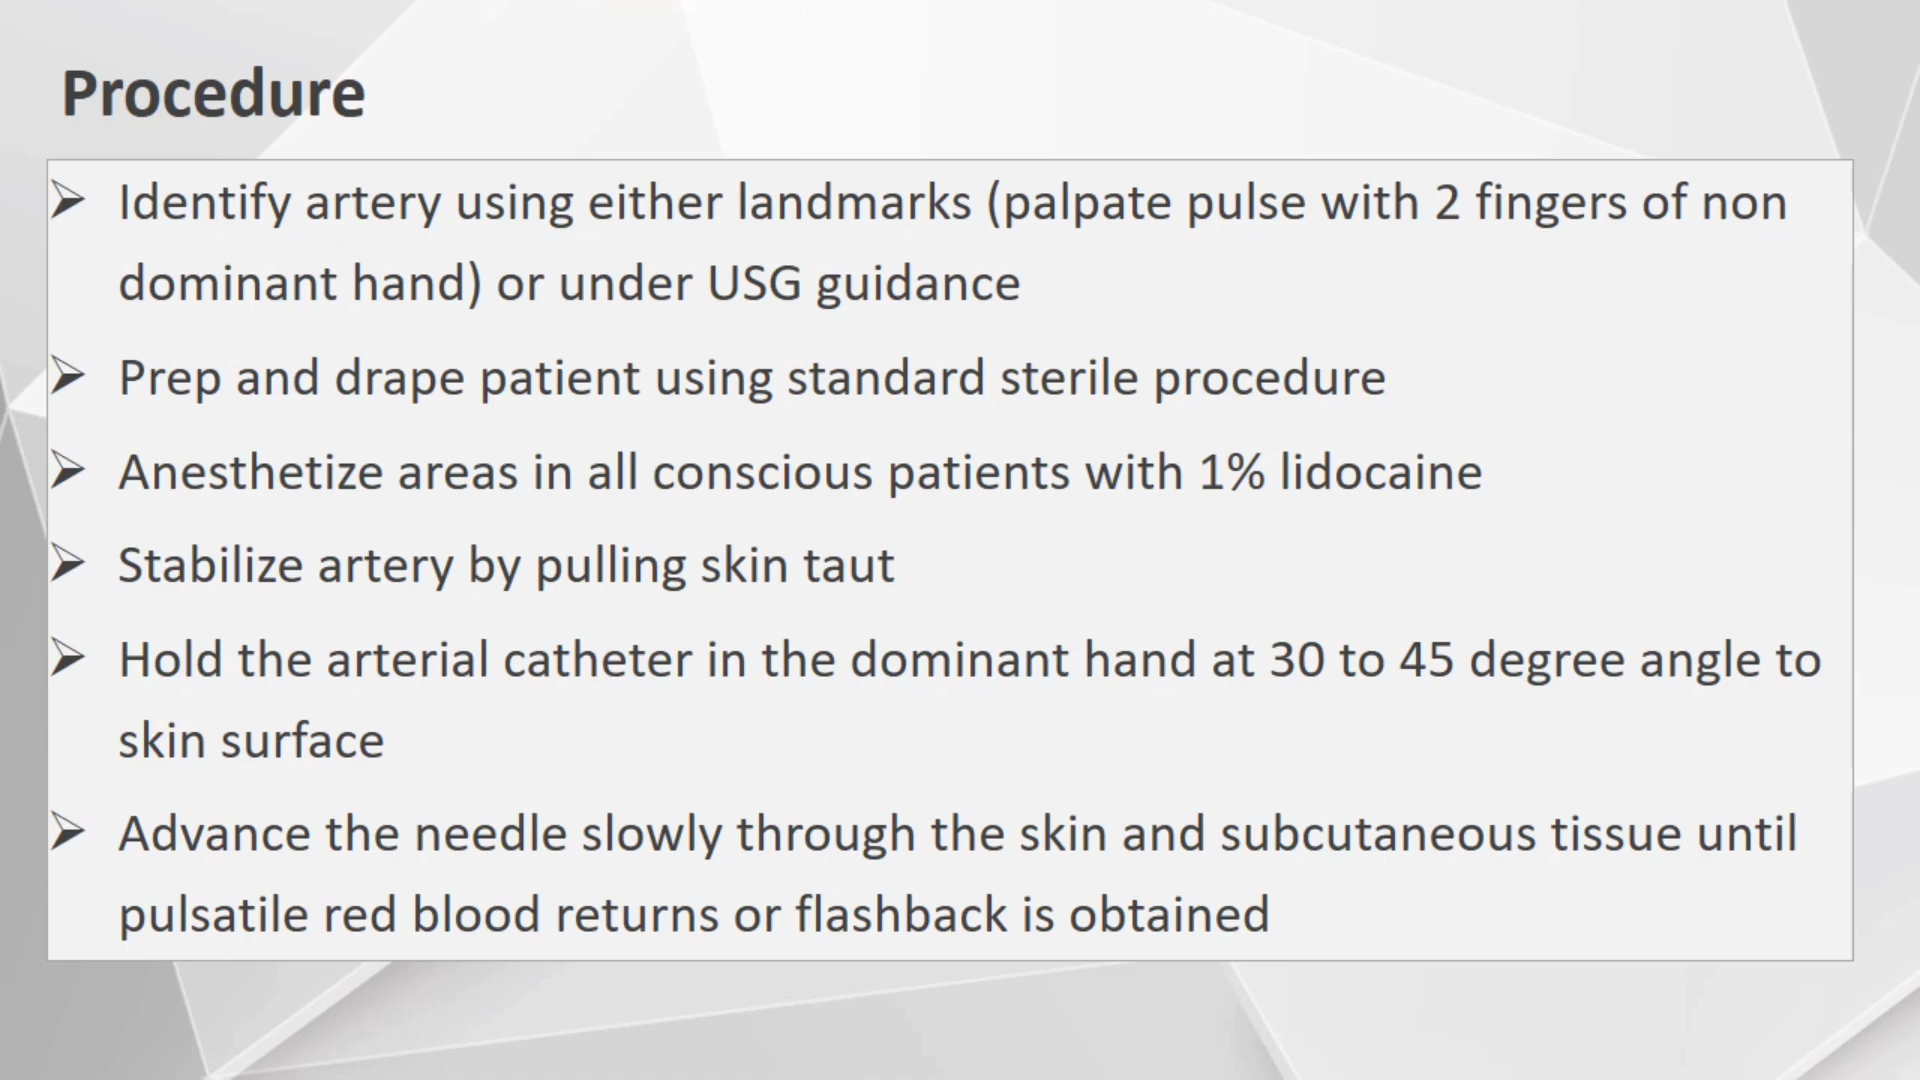 Procedure
Identify artery using either landmarks (palpate pulse with 2 fingers of non
dominant hand) or under USG guidance
Prep and drape patient using standard sterile procedure
Anesthetize areas in all conscious patients with 1% lidocaine
Stabilize artery by pulling skin taut
Hold the arterial catheter in the dominant hand at 30 to 45 degree angle to
skin surface
Advance the needle slowly through the skin and subcutaneous tissue until
pulsatile red blood returns or flashback is obtained